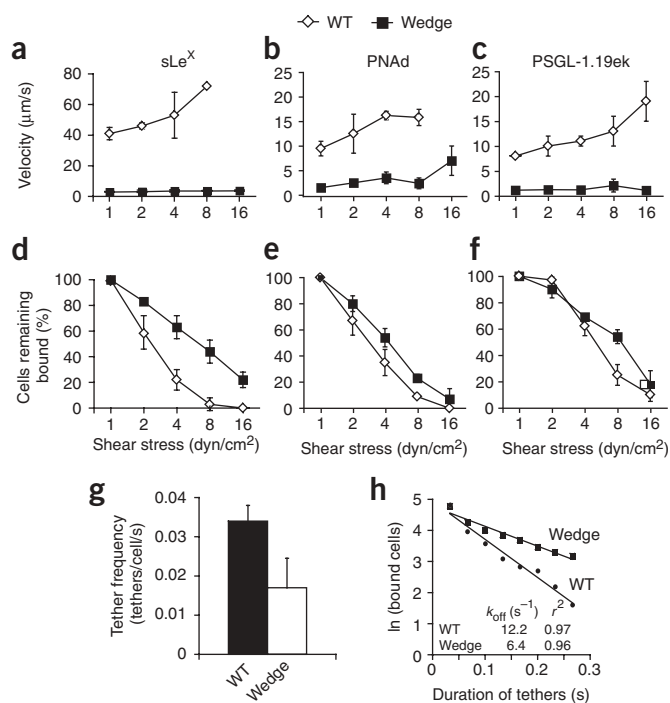 WT Wedge
a b c
sLeX PNAd PSGL-1.19ek
Velocity (μm/s)
80
60
40
20
0
1 2 4 8 16
25
20
15
10
5
0
1 2 4 8 16
25
20
15
10
5
0
1 2 4 8 16
d e f
Cells remaining
bound (%)
100
80
60
40
20
0
1 2 4 8 16
Shear stress (dyn/cm2)
100
80
60
40
20
0
1 2 4 8 16
Shear stress (dyn/cm2)
100
80
60
40
20
0
1 2 4 8 16
Shear stress (dyn/cm2)
g
Tether frequency
(tethers/cell/s)
0.04
0.03
0.02
0.01
0
WT
Wedge
h
ln (bound cells)
5
4
3
2
1
0
Wedge
WT
koff (s−1) r2
WT 12.2 0.97
Wedge 6.4 0.96
0 0.1 0.2 0.3
Duration of tethers (s)